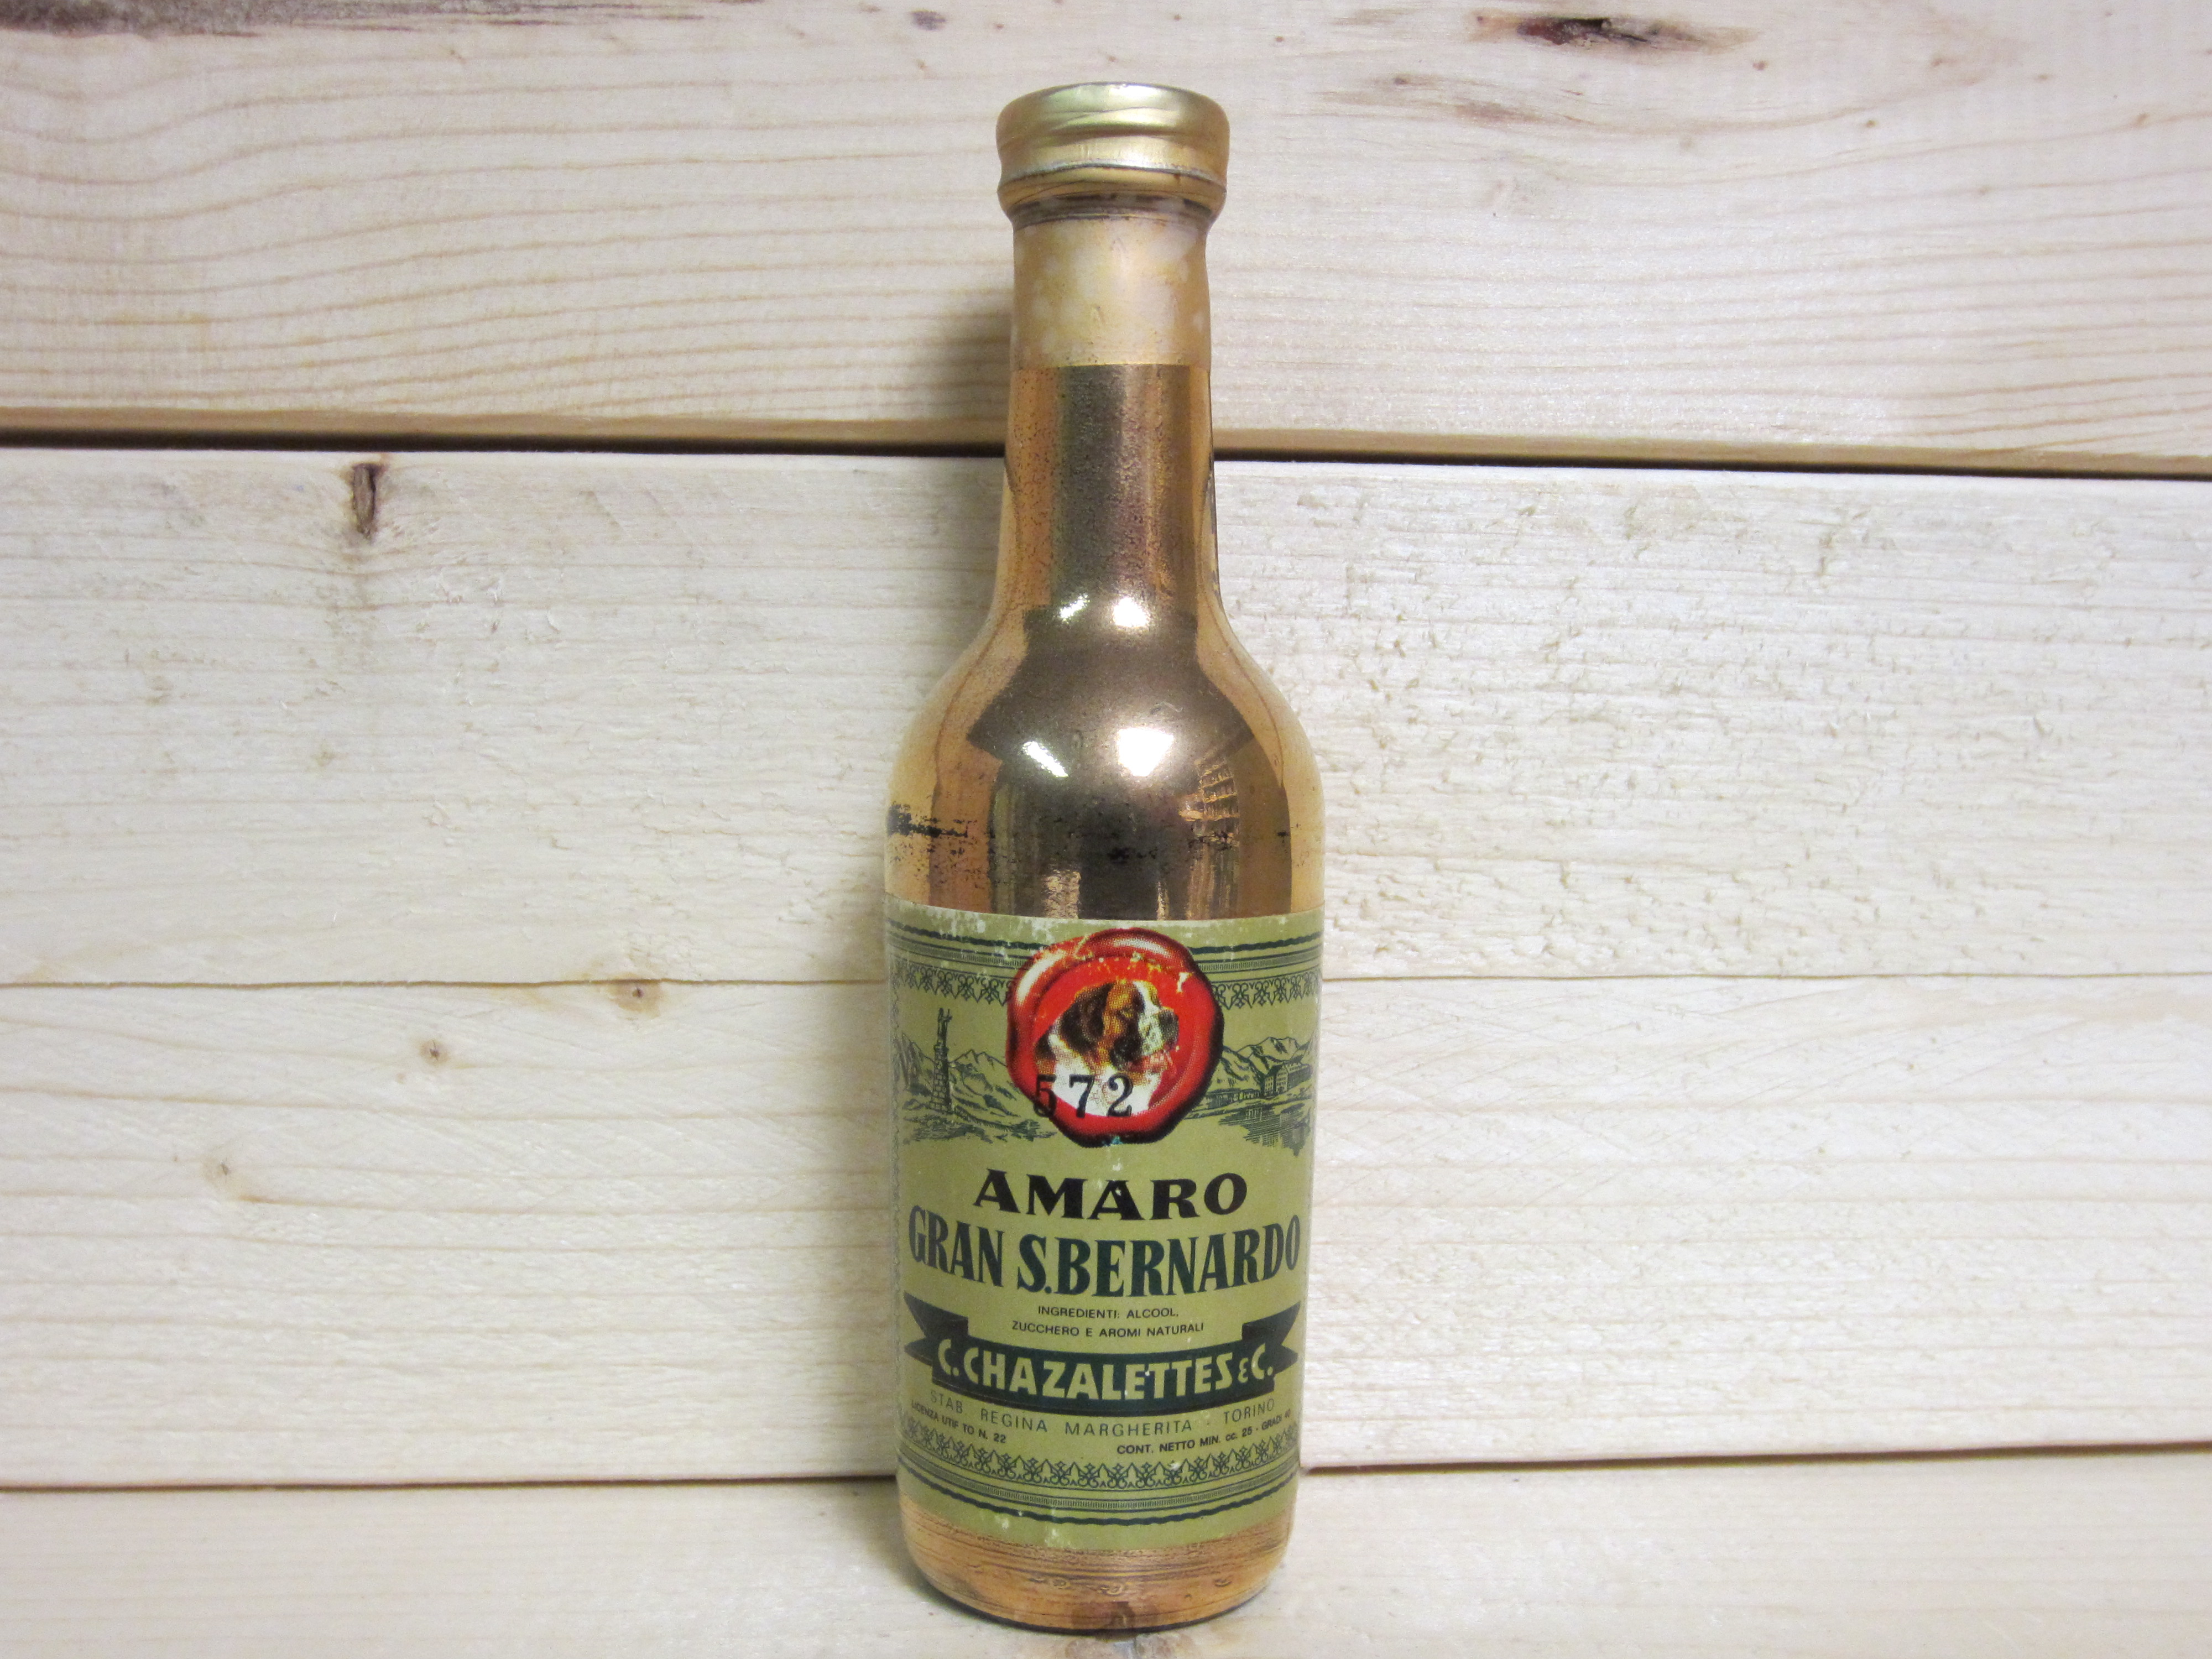 572
AMARO
GRAN S.BERNARDO
INGREDIENTI: ALCOOL,
ZUCCHERO E AROMI NATURALI
C. CHAZALETTES & C.
STAB. REGINA MARGHERITA - TORINO
LICENZA UTIF TO N. 22
CONT. NETTO MIN. cc. 25 - GRADI